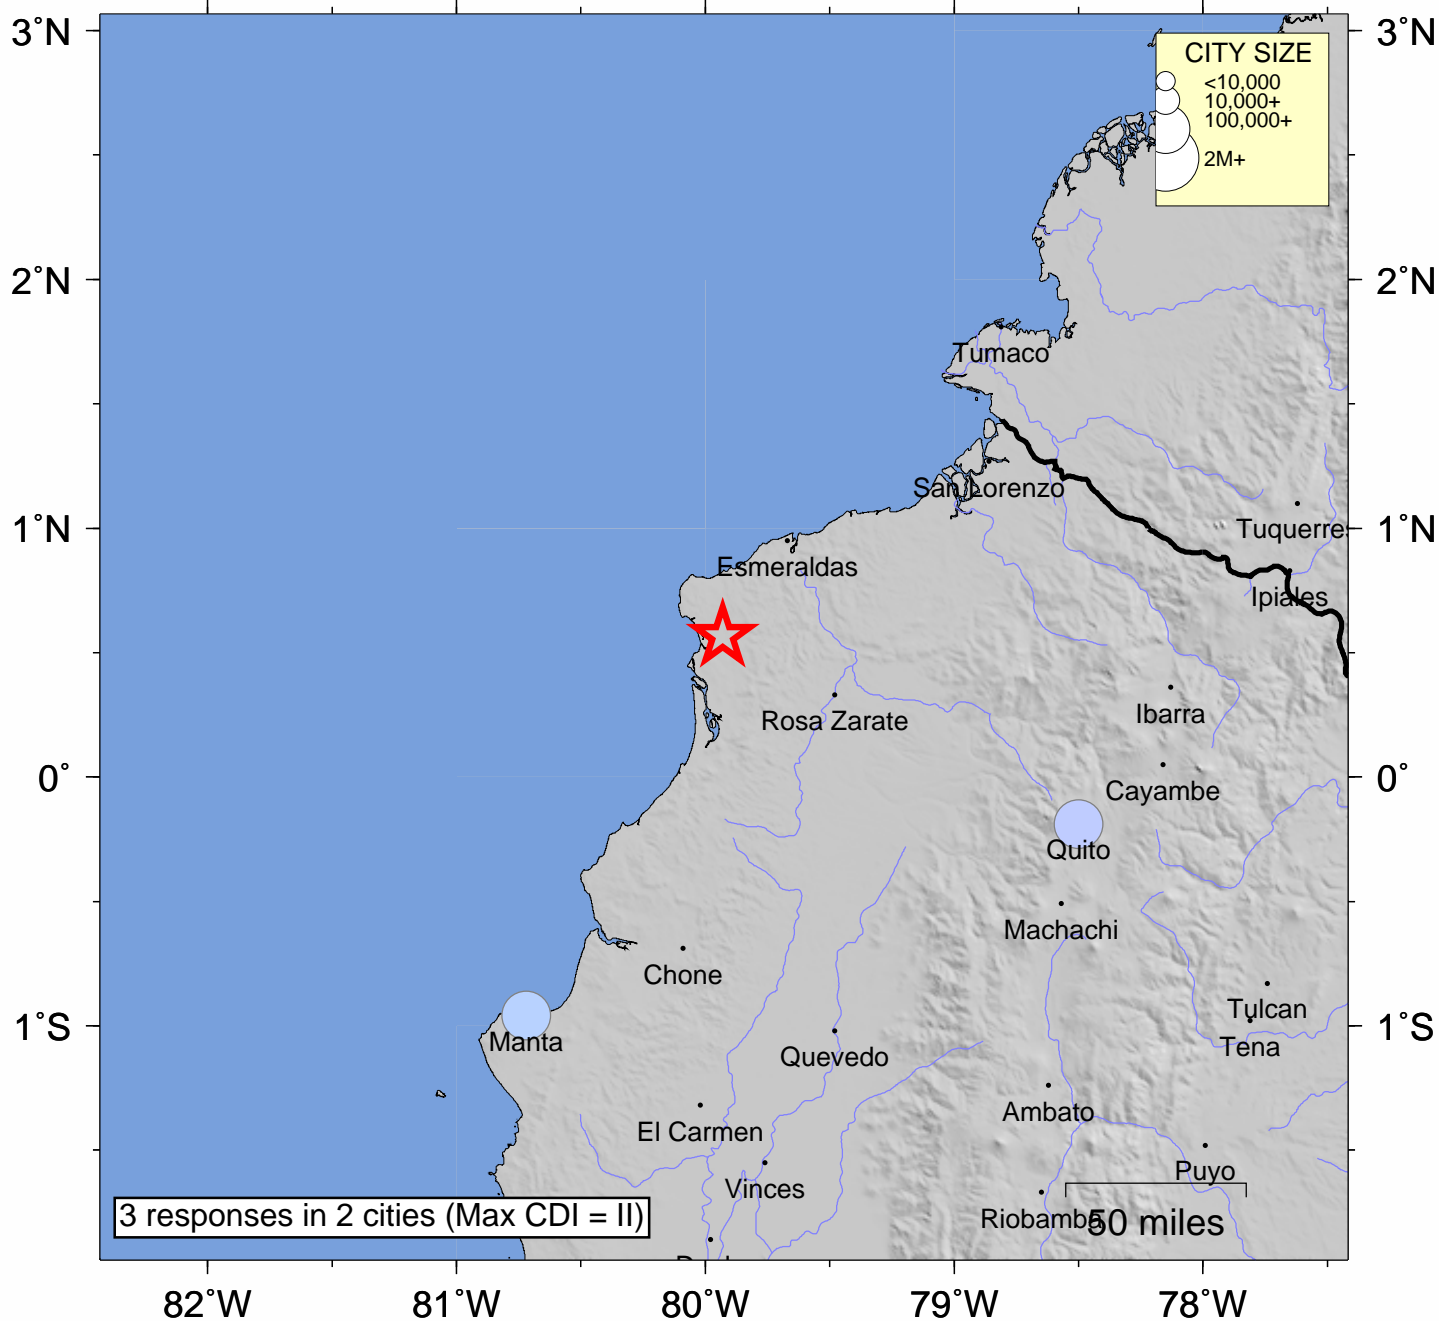 3˚N
3˚N
CITY SIZE
<10,000
10,000+
100,000+
2M+
2˚N
2˚N
Tumaco
San Lorenzo
1˚N
Tuquerres
1˚N
Esmeraldas
Ipiales
Rosa Zarate
Ibarra
0˚
Cayambe
0˚
Quito
Machachi
Chone
Tulcan
1˚S
1˚S
Manta
Tena
Quevedo
Ambato
El Carmen
Puyo
Vinces
3 responses in 2 cities (Max CDI = II)
Riobamba
50 miles
82˚W
81˚W
80˚W
79˚W
78˚W